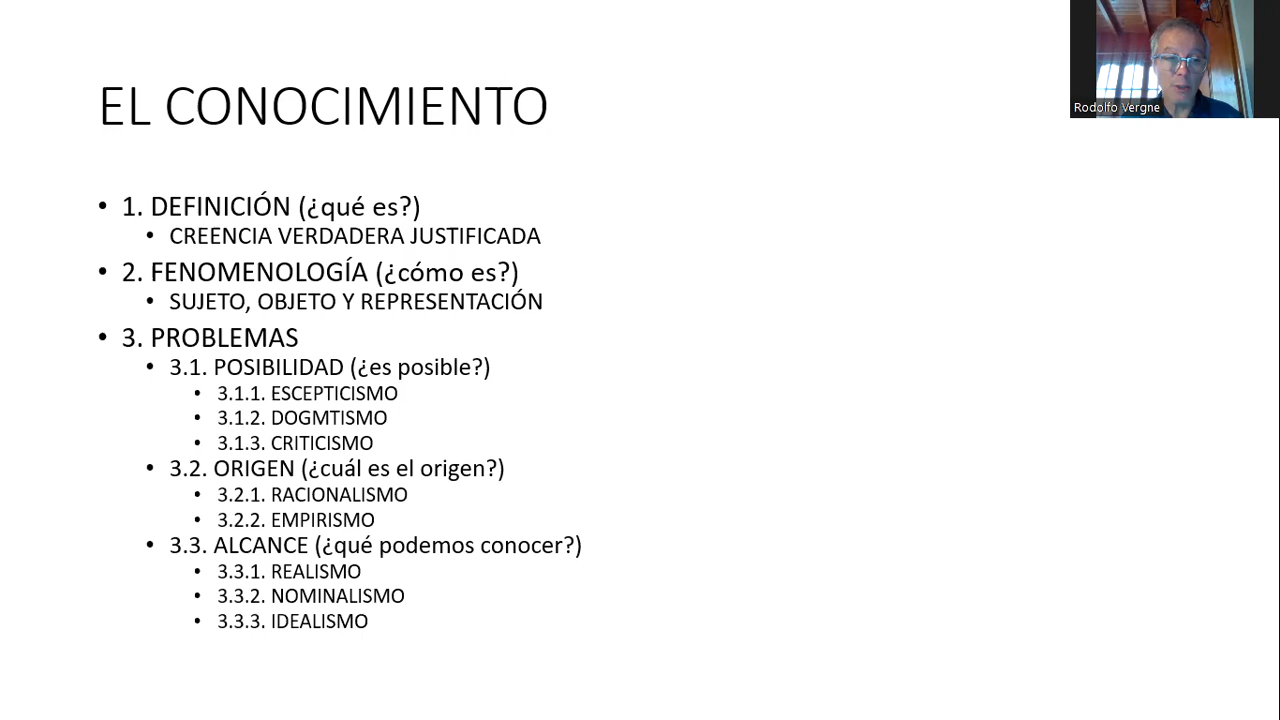 EL CONOCIMIENTO
Rodolfo Vergne
• 1. DEFINICIÓN (¿qué es?)
• CREENCIA VERDADERA JUSTIFICADA
• 2. FENOMENOLOGÍA (¿cómo es?)
• SUJETO, OBJETO Y REPRESENTACIÓN
• 3. PROBLEMAS
• 3.1. POSIBILIDAD (¿es posible?)
• 3.1.1. ESCEPTICISMO
• 3.1.2. DOGMTISMO
• 3.1.3. CRITICISMO
• 3.2. ORIGEN (¿cuál es el origen?)
• 3.2.1. RACIONALISMO
• 3.2.2. EMPIRISMO
• 3.3. ALCANCE (¿qué podemos conocer?)
• 3.3.1. REALISMO
• 3.3.2. NOMINALISMO
• 3.3.3. IDEALISMO